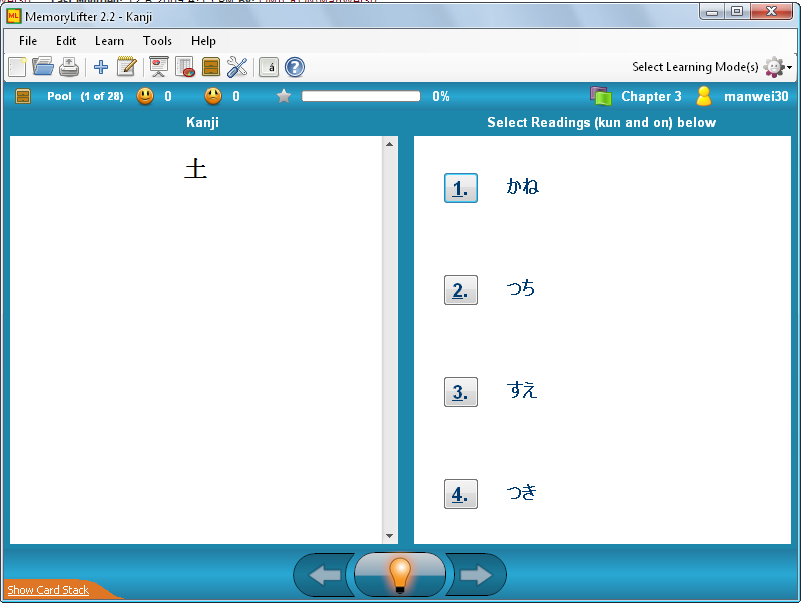 MemoryLifter 2.2 - Kanji
File Edit Learn Tools Help
Select Learning Mode(s)
Pool (1 of 28) 0 0 0% Chapter 3 manwei30
Kanji
Select Readings (kun and on) below
土
1. かね
2. つち
3. すえ
4. つき
Show Card Stack